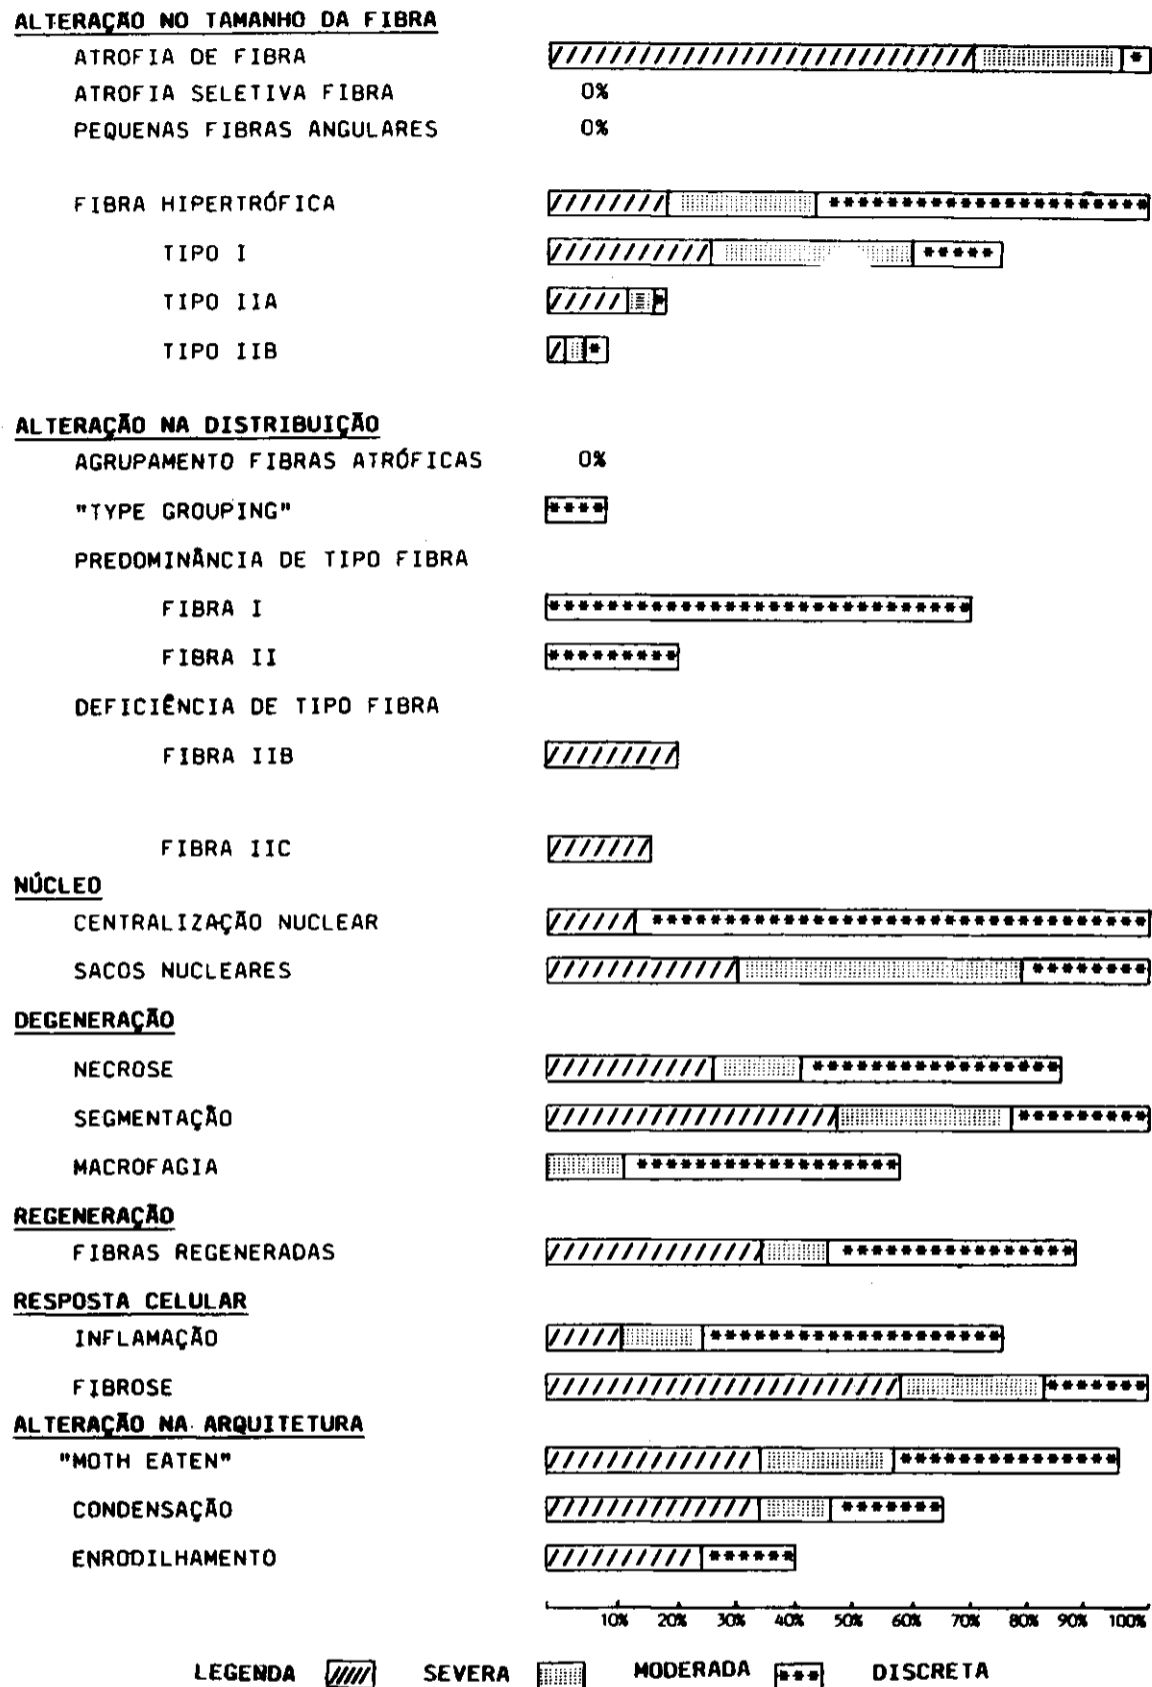 ALTERAÇÃO NO TAMANHO DA FIBRA
ATROFIA DE FIBRA
ATROFIA SELETIVA FIBRA 0%
PEQUENAS FIBRAS ANGULARES 0%
FIBRA HIPERTRÓFICA
TIPO I
TIPO IIA
TIPO IIB
ALTERAÇÃO NA DISTRIBUIÇÃO
AGRUPAMENTO FIBRAS ATRÓFICAS 0%
"TYPE GROUPING"
PREDOMINÂNCIA DE TIPO FIBRA
FIBRA I
FIBRA II
DEFICIÊNCIA DE TIPO FIBRA
FIBRA IIB
FIBRA IIC
NÚCLEO
CENTRALIZAÇÃO NUCLEAR
SACOS NUCLEARES
DEGENERAÇÃO
NECROSE
SEGMENTAÇÃO
MACROFAGIA
REGENERAÇÃO
FIBRAS REGENERADAS
RESPOSTA CELULAR
INFLAMAÇÃO
FIBROSE
ALTERAÇÃO NA ARQUITETURA
"MOTH EATEN"
CONDENSAÇÃO
ENRODILHAMENTO
10% 20% 30% 40% 50% 60% 70% 80% 90% 100%
LEGENDA SEVERA MODERADA DISCRETA